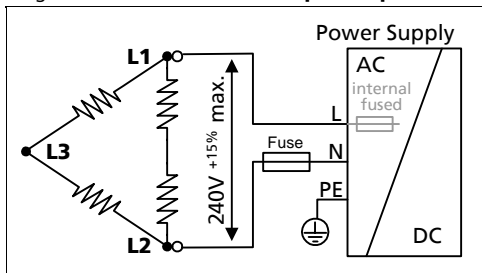 Power Supply
L1
AC
internal
fused
L
240V +15% max.
Fuse
N
L3
PE
L2
DC